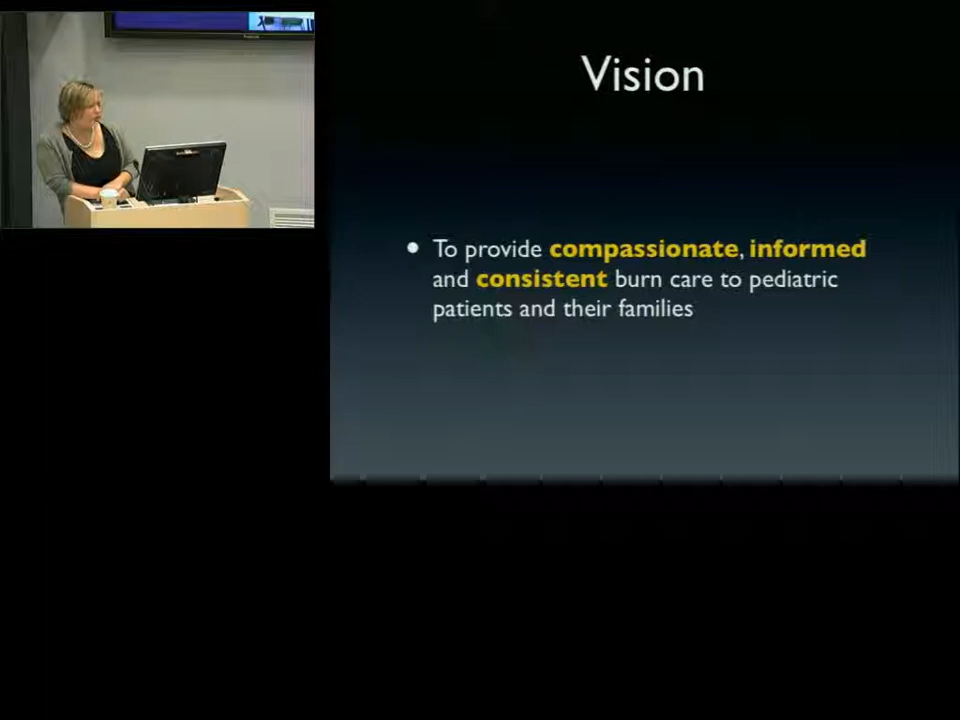 Vision
• To provide compassionate, informed
and consistent burn care to pediatric
patients and their families